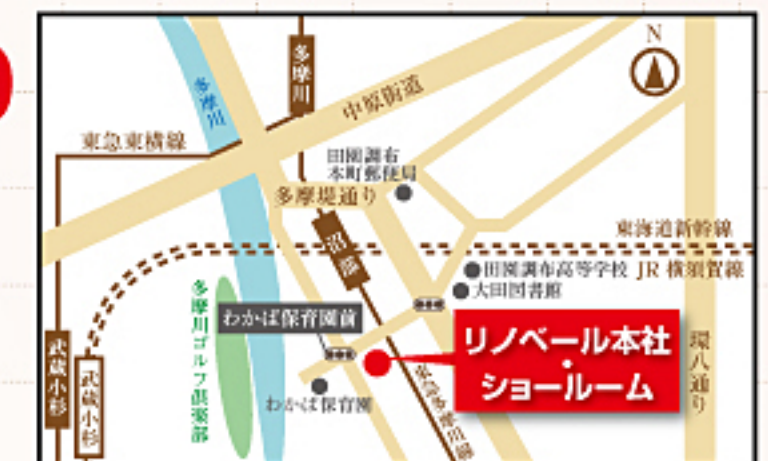 N
多摩川
多摩川
中原街道
東急東横線
田園調布
本町郵便局
多摩堤通り
沼部
東海道新幹線
田園調布高等学校
JR 横須賀線
大田図書館
多摩川ゴルフ倶楽部
わかば保育園前
リノベール本社
・
ショールーム
環八通り
武蔵小杉
武蔵小杉
わかば保育園
東急多摩川線